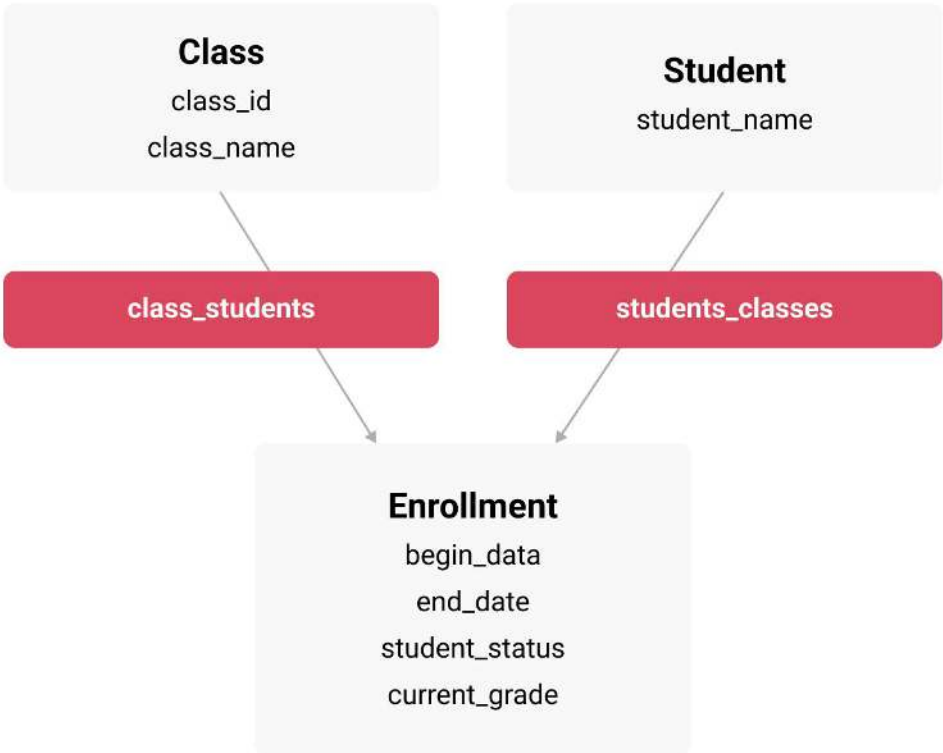 Class
class_id
class_name
Student
student_name
class_students
students_classes
Enrollment
begin_data
end_date
student_status
current_grade